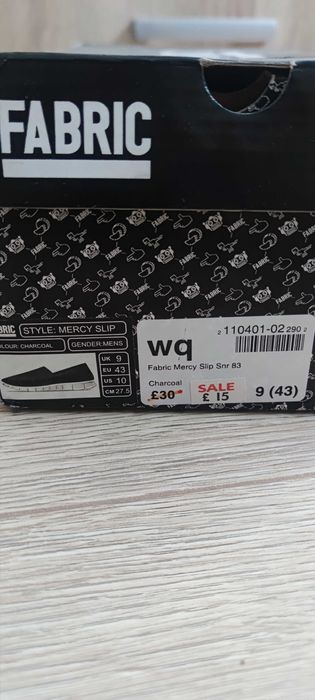 FABRIC
BRIC STYLE: MERCY SLIP
OLOUR: CHARCOAL GENDER:MENS
UK 9
EU 43
US 10
CM 27.5
2 110401-02 290 2
wq
Fabric Mercy Slip Snr 83
Charcoal
£30
SALE
£ 15
9 (43)
FABRIC